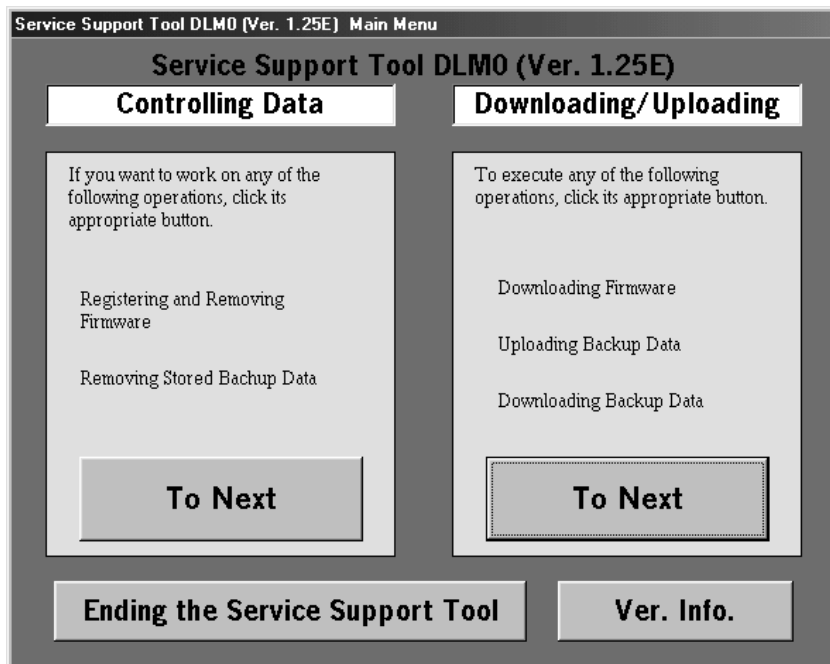 Service Support Tool DLM0 (Ver. 1.25E)  Main Menu
Service Support Tool DLM0 (Ver. 1.25E)
Controlling Data
If you want to work on any of the
following operations, click its
appropriate button.
Registering and Removing
Firmware
Removing Stored Bachup Data
To Next
Downloading/Uploading
To execute any of the following
operations, click its appropriate button.
Downloading Firmware
Uploading Backup Data
Downloading Backup Data
To Next
Ending the Service Support Tool
Ver. Info.